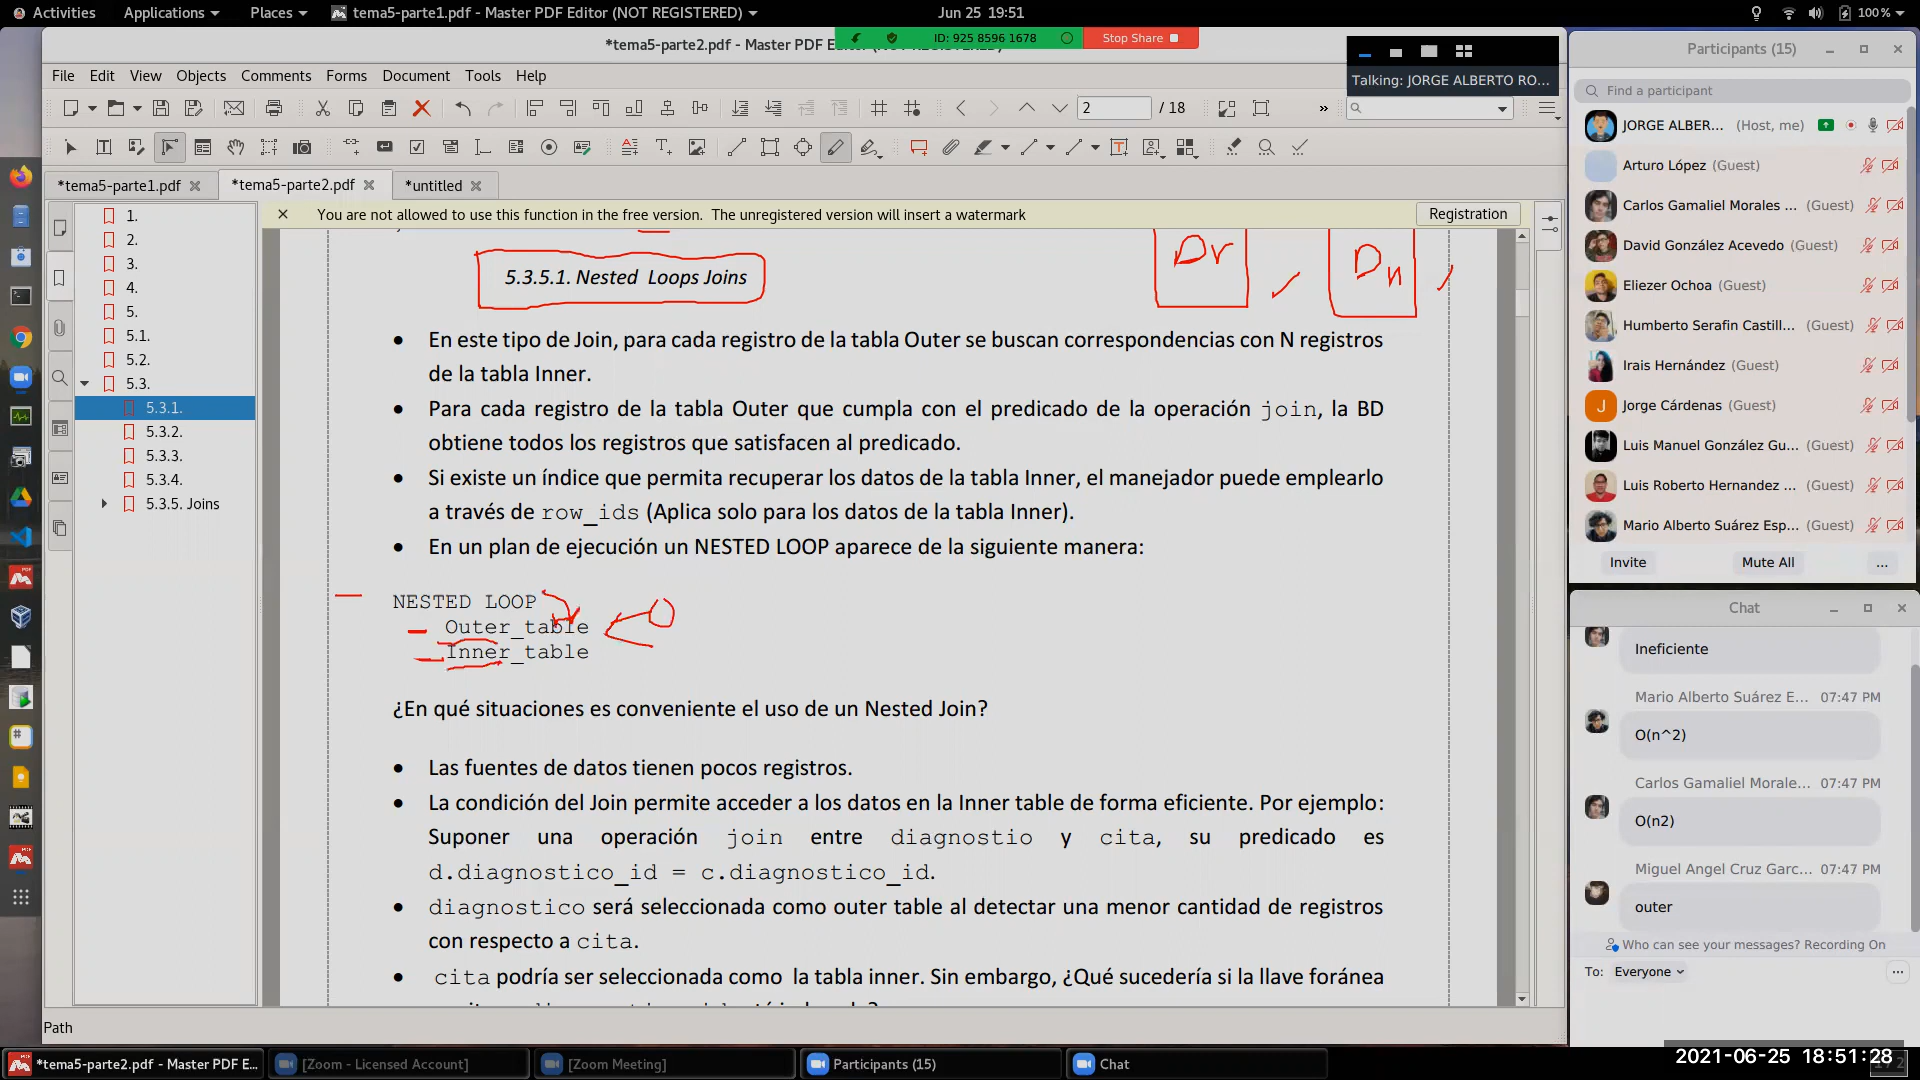 Activities Applications Places tema5-parte1.pdf - Master PDF Editor (NOT REGISTERED) Jun 25 19:51 100%
*tema5-parte2.pdf - Master PDF
ID: 925 8596 1678 Stop Share
Talking: JORGE ALBERTO RO...
File Edit View Objects Comments Forms Document Tools Help
2 / 18
*tema5-parte1.pdf *tema5-parte2.pdf *untitled
You are not allowed to use this function in the free version. The unregistered version will insert a watermark Registration
1.
2.
3.
4.
5.
5.1.
5.2.
5.3.
5.3.1.
5.3.2.
5.3.3.
5.3.4.
5.3.5. Joins
Dr
Dn
5.3.5.1. Nested Loops Joins
• En este tipo de Join, para cada registro de la tabla Outer se buscan correspondencias con N registros
de la tabla Inner.
• Para cada registro de la tabla Outer que cumpla con el predicado de la operación join, la BD
obtiene todos los registros que satisfacen al predicado.
• Si existe un índice que permita recuperar los datos de la tabla Inner, el manejador puede emplearlo
a través de row_ids (Aplica solo para los datos de la tabla Inner).
• En un plan de ejecución un NESTED LOOP aparece de la siguiente manera:
NESTED LOOP
Outer_table
Inner_table
¿En qué situaciones es conveniente el uso de un Nested Join?
• Las fuentes de datos tienen pocos registros.
• La condición del Join permite acceder a los datos en la Inner table de forma eficiente. Por ejemplo:
Suponer una operación join entre diagnostio y cita, su predicado es
d.diagnostico_id = c.diagnostico_id.
• diagnostico será seleccionada como outer table al detectar una menor cantidad de registros
con respecto a cita.
• cita podría ser seleccionada como la tabla inner. Sin embargo, ¿Qué sucedería si la llave foránea
Path
Participants (15)
Find a participant
JORGE ALBER... (Host, me)
Arturo López (Guest)
Carlos Gamaliel Morales ... (Guest)
David González Acevedo (Guest)
Eliezer Ochoa (Guest)
Humberto Serafin Castill... (Guest)
Irais Hernández (Guest)
J Jorge Cárdenas (Guest)
Luis Manuel González Gu... (Guest)
Luis Roberto Hernandez ... (Guest)
Mario Alberto Suárez Esp... (Guest)
Invite Mute All ...
Chat
Ineficiente
Mario Alberto Suárez E... 07:47 PM
O(n^2)
Carlos Gamaliel Morale... 07:47 PM
O(n2)
Miguel Angel Cruz Garc... 07:47 PM
outer
Who can see your messages? Recording On
To: Everyone
*tema5-parte2.pdf - Master PDF E... [Zoom - Licensed Account] [Zoom Meeting] Participants (15) Chat
2021-06-25 18:51:28